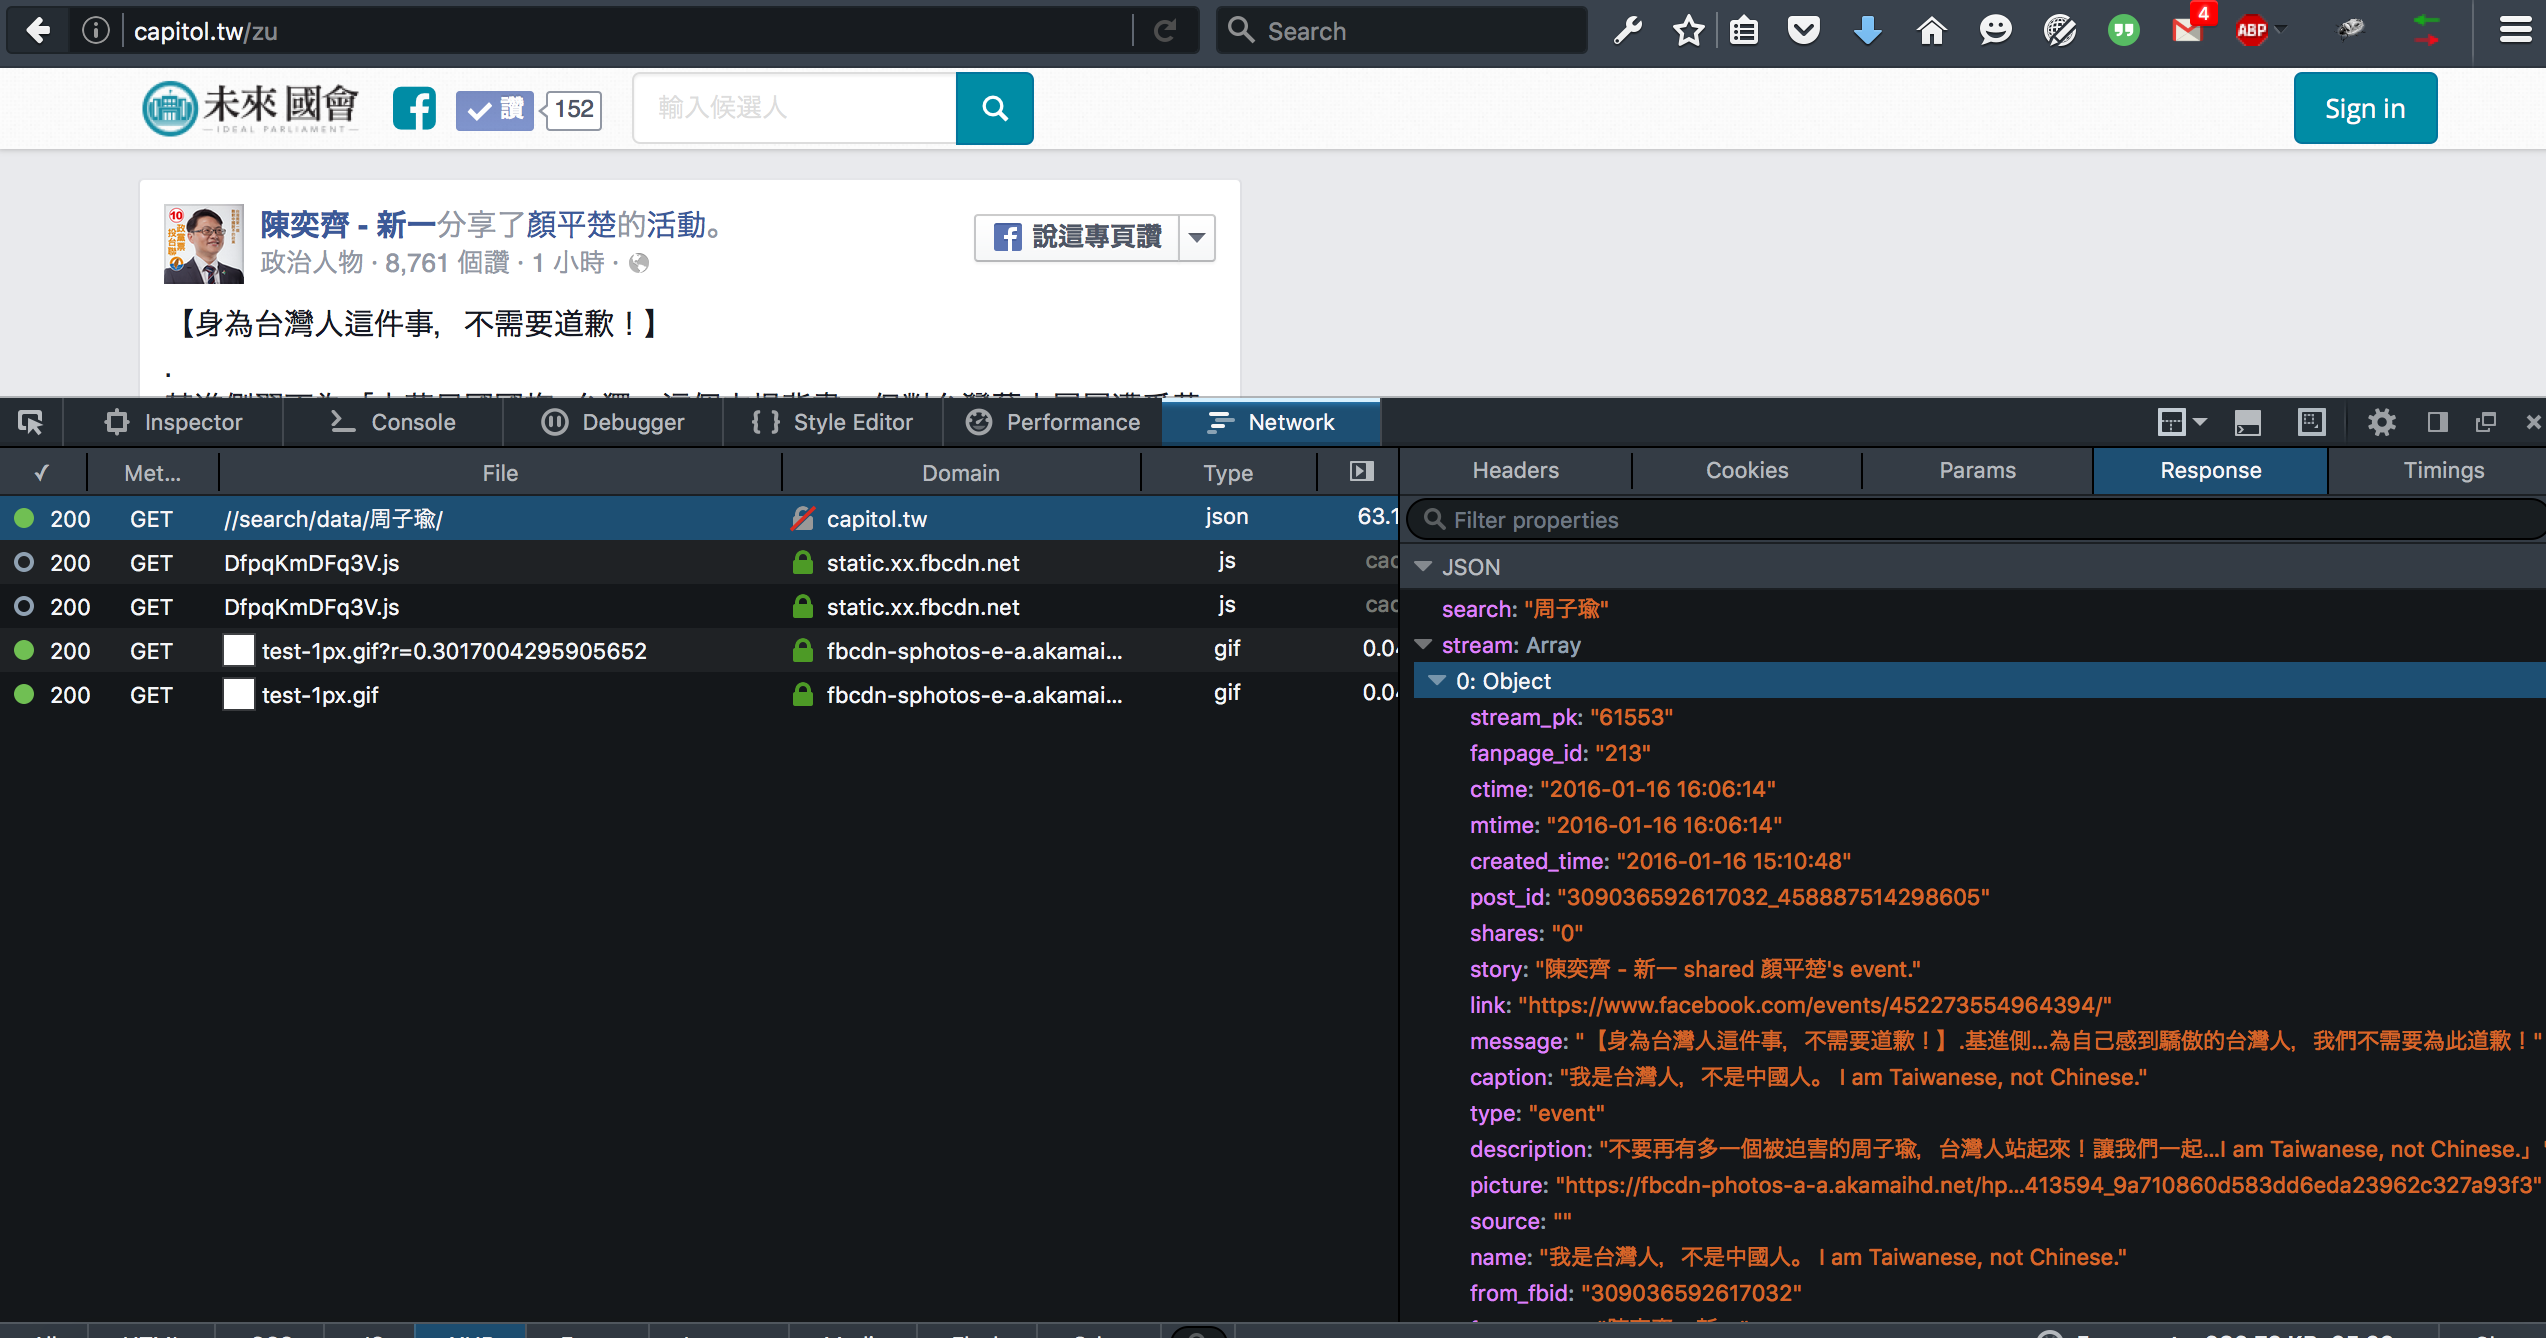 capitol.tw/zu
Search
4
ABP
未來國會
IDEAL PARLIAMENT
讚
152
輸入候選人
Sign in
陳奕齊 - 新一分享了顏平楚的活動。
政治人物 · 8,761 個讚 · 1 小時 ·
說這專頁讚
【身為台灣人這件事，不需要道歉！】
.
Inspector
Console
Debugger
{ } Style Editor
Performance
Network
✓ Met... File Domain Type
Headers Cookies Params Response Timings
200 GET //search/data/周子瑜/ capitol.tw json 63.1
200 GET DfpqKmDFq3V.js static.xx.fbcdn.net js cac
200 GET DfpqKmDFq3V.js static.xx.fbcdn.net js cac
200 GET test-1px.gif?r=0.3017004295905652 fbcdn-sphotos-e-a.akamai... gif 0.04
200 GET test-1px.gif fbcdn-sphotos-e-a.akamai... gif 0.04
Filter properties
JSON
search: "周子瑜"
stream: Array
0: Object
stream_pk: "61553"
fanpage_id: "213"
ctime: "2016-01-16 16:06:14"
mtime: "2016-01-16 16:06:14"
created_time: "2016-01-16 15:10:48"
post_id: "309036592617032_458887514298605"
shares: "0"
story: "陳奕齊 - 新一 shared 顏平楚's event."
link: "https://www.facebook.com/events/452273554964394/"
message: "【身為台灣人這件事，不需要道歉！】.基進側...為自己感到驕傲的台灣人，我們不需要為此道歉！"
caption: "我是台灣人，不是中國人。 I am Taiwanese, not Chinese."
type: "event"
description: "不要再有多一個被迫害的周子瑜，台灣人站起來！讓我們一起...I am Taiwanese, not Chinese.」"
picture: "https://fbcdn-photos-a-a.akamaihd.net/hp...413594_9a710860d583dd6eda23962c327a93f3"
source: ""
name: "我是台灣人，不是中國人。 I am Taiwanese, not Chinese."
from_fbid: "309036592617032"